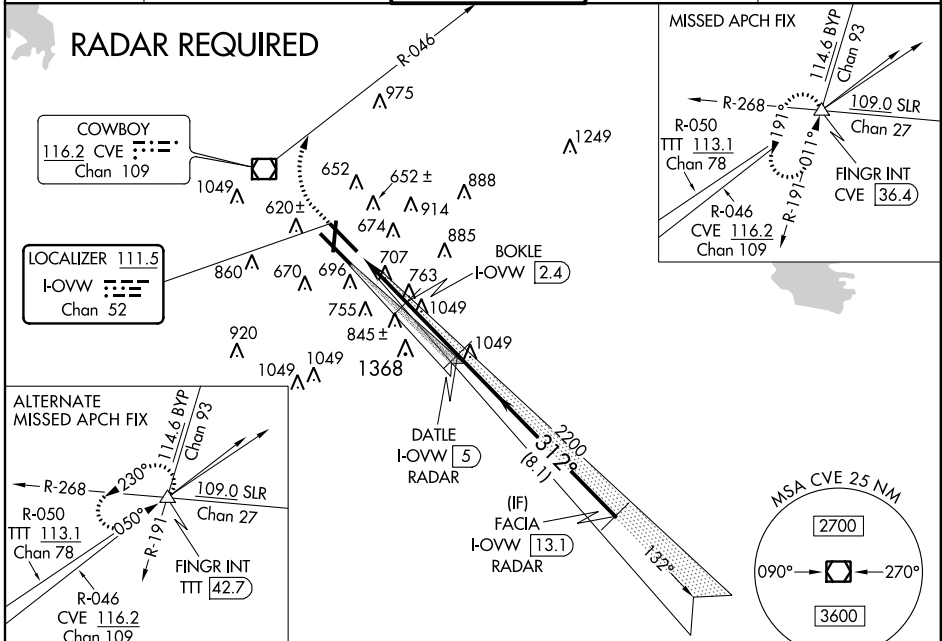 RADAR REQUIRED
R-046
975
1249
COWBOY
116.2 CVE
Chan 109
1049
652
652 ±
888
620 ±
674
914
885
LOCALIZER 111.5
I-OVW
Chan 52
860
670
696
707
763
BOKLE
I-OVW 2.4
755
1049
845 ±
1368
1049
920
1049
1049
DATLE
I-OVW 5
RADAR
2200
312°
(8.1)
(IF)
FACIA
I-OVW 13.1
RADAR
132°
MISSED APCH FIX
114.6 BYP
Chan 93
R-268
109.0 SLR
Chan 27
R-050
TTT 113.1
Chan 78
191°
011°
R-191
FINGR INT
CVE 36.4
R-046
CVE 116.2
Chan 109
ALTERNATE
MISSED APCH FIX
114.6 BYP
Chan 93
230°
R-268
109.0 SLR
Chan 27
050°
R-050
TTT 113.1
Chan 78
R-191
FINGR INT
TTT 42.7
R-046
CVE 116.2
Chan 109
MSA CVE 25 NM
2700
090°
270°
3600